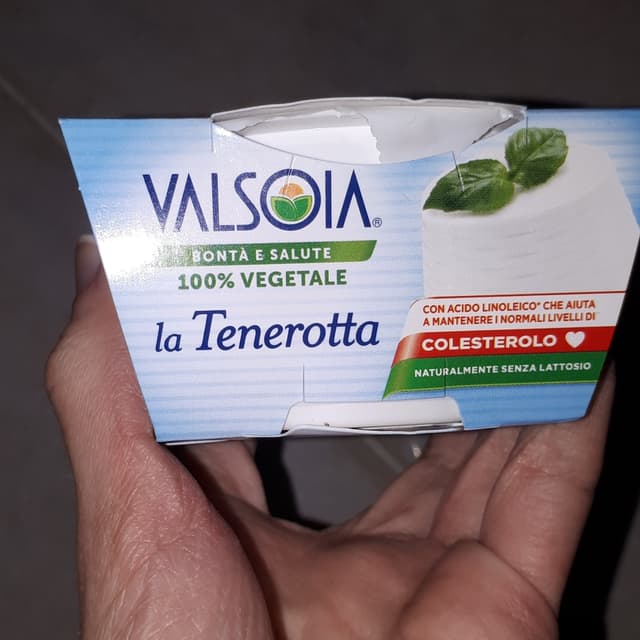 VALSOIA®
BONTÀ E SALUTE
100% VEGETALE
la Tenerotta
CON ACIDO LINOLEICO* CHE AIUTA
A MANTENERE I NORMALI LIVELLI DI
COLESTEROLO
NATURALMENTE SENZA LATTOSIO